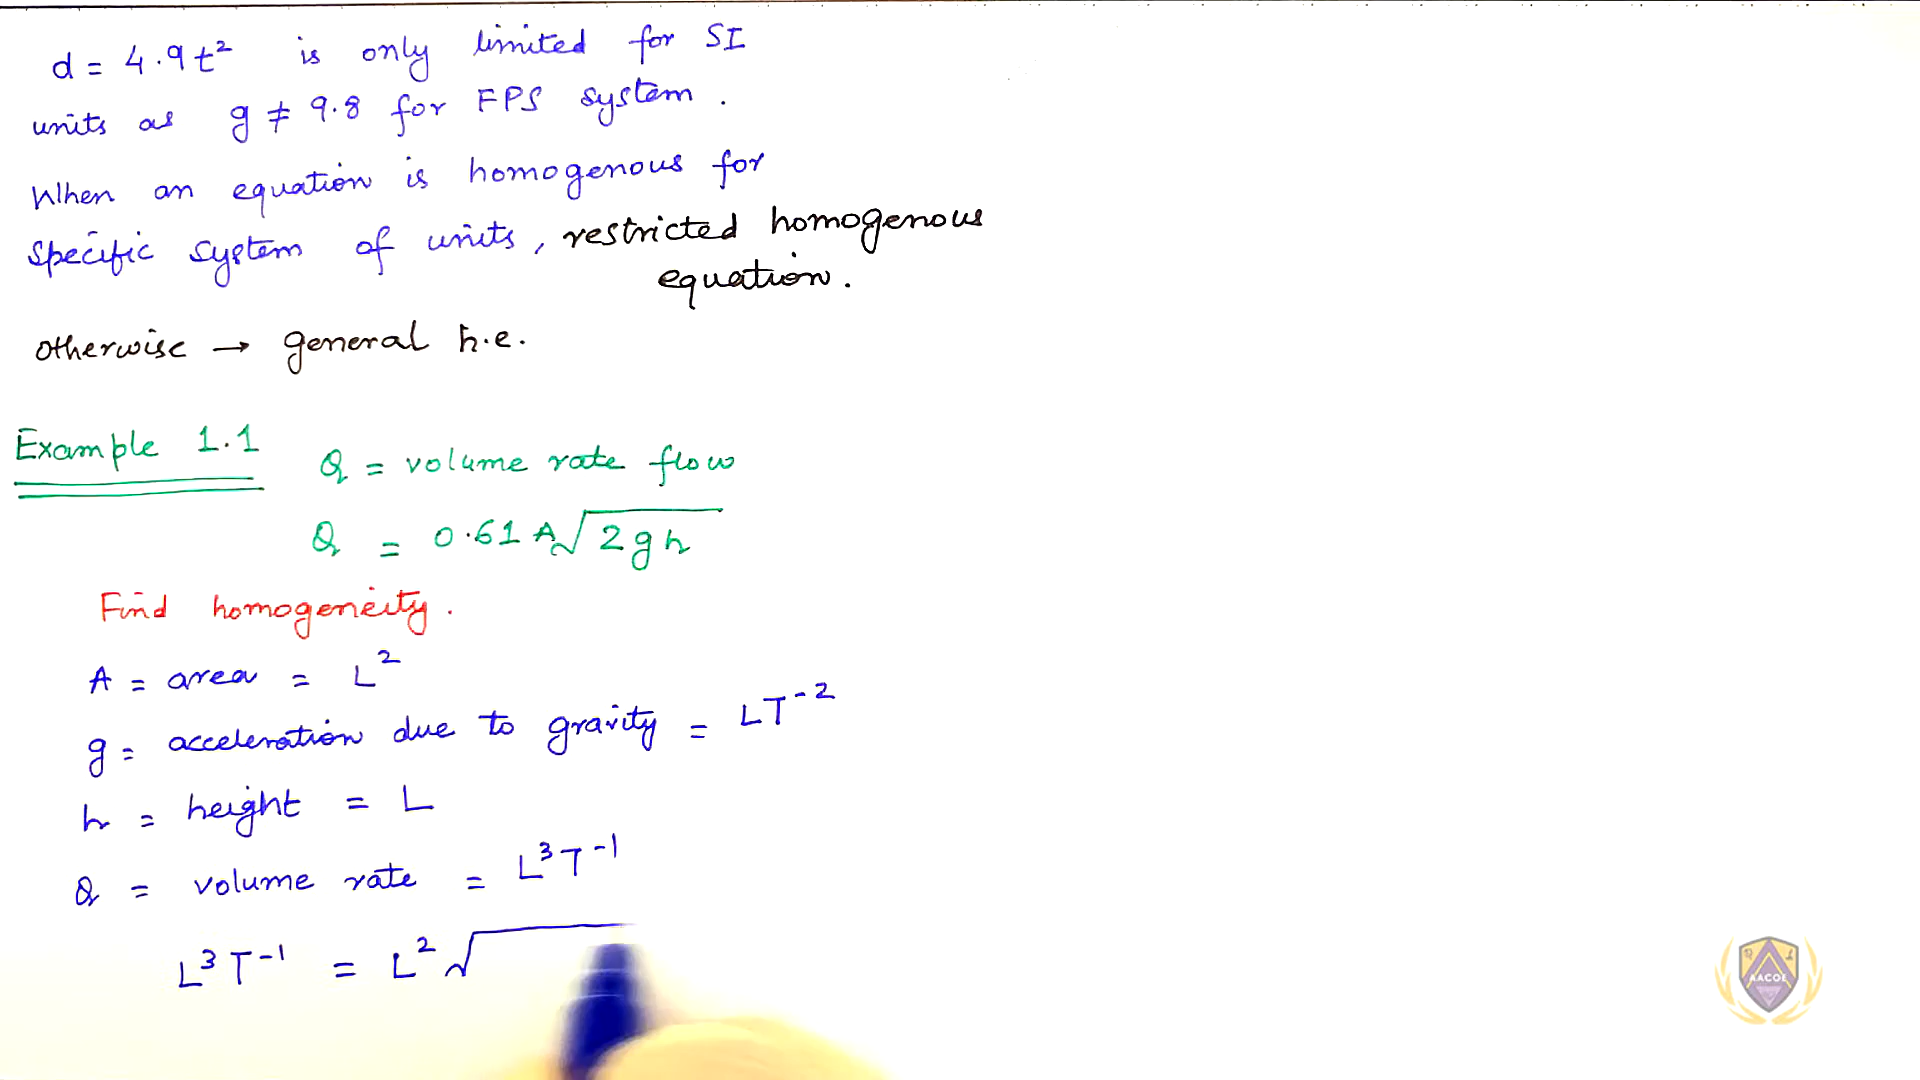 d = 4.9t² is only limited for SI
units as g ≠ 9.8 for FPS system.
When an equation is homogenous for
specific system of units, restricted homogenous
equation.
otherwise → general h.e.
Example 1.1
Q = volume rate flow
Q = 0.61 A√2gh
Find homogeneity.
A = area = L²
g = acceleration due to gravity = LT⁻²
h = height = L
Q = volume rate = L³T⁻¹
L³T⁻¹ = L²√
AACOE